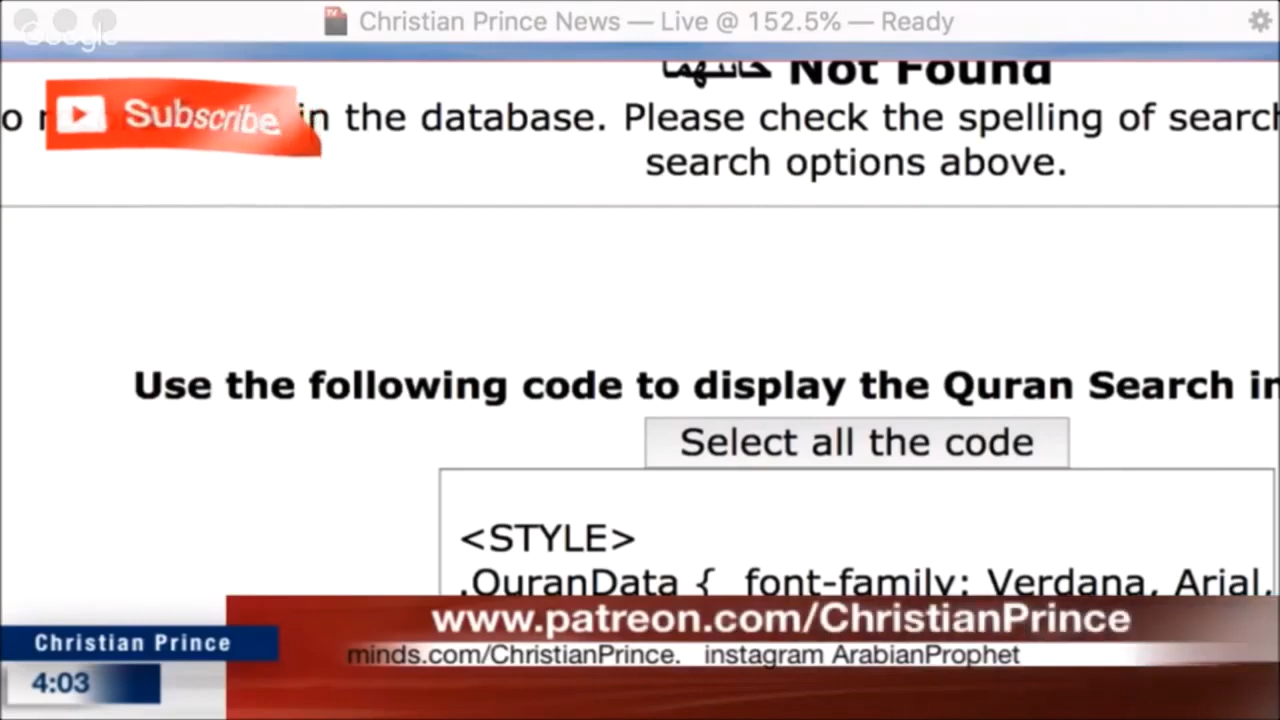 Christian Prince News — Live @ 152.5% — Ready
Google
Not Found
Subscribe
in the database. Please check the spelling of search
search options above.
Use the following code to display the Quran Search in
Select all the code
<STYLE>
.QuranData { font-family: Verdana, Arial,
www.patreon.com/ChristianPrince
Christian Prince
minds.com/ChristianPrince. instagram ArabianProphet
4:03